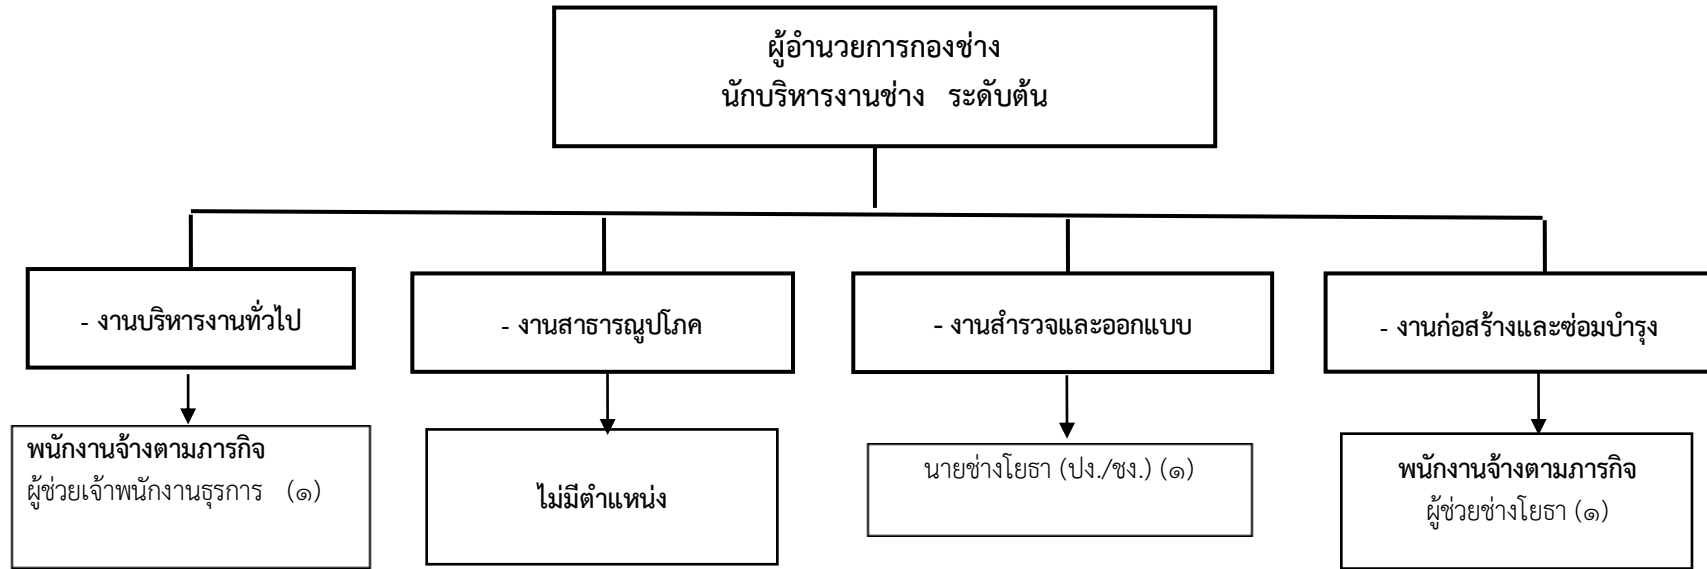 ผู้อำนวยการกองช่าง
นักบริหารงานช่าง ระดับต้น
- งานบริหารงานทั่วไป
- งานสาธารณูปโภค
- งานสำรวจและออกแบบ
- งานก่อสร้างและซ่อมบำรุง
พนักงานจ้างตามภารกิจ
ผู้ช่วยเจ้าพนักงานธุรการ (๑)
ไม่มีตำแหน่ง
นายช่างโยธา (ปง./ชง.) (๑)
พนักงานจ้างตามภารกิจ
ผู้ช่วยช่างโยธา (๑)